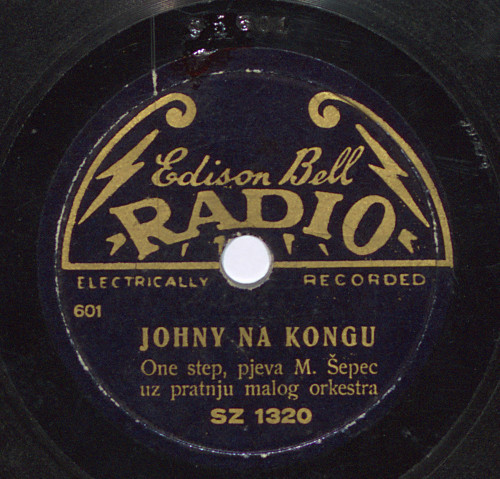 Edison Bell
RADIO
ELECTRICALLY RECORDED
601
JOHNY NA KONGU
One step, pjeva M. Šepec
uz pratnju malog orkestra
SZ 1320